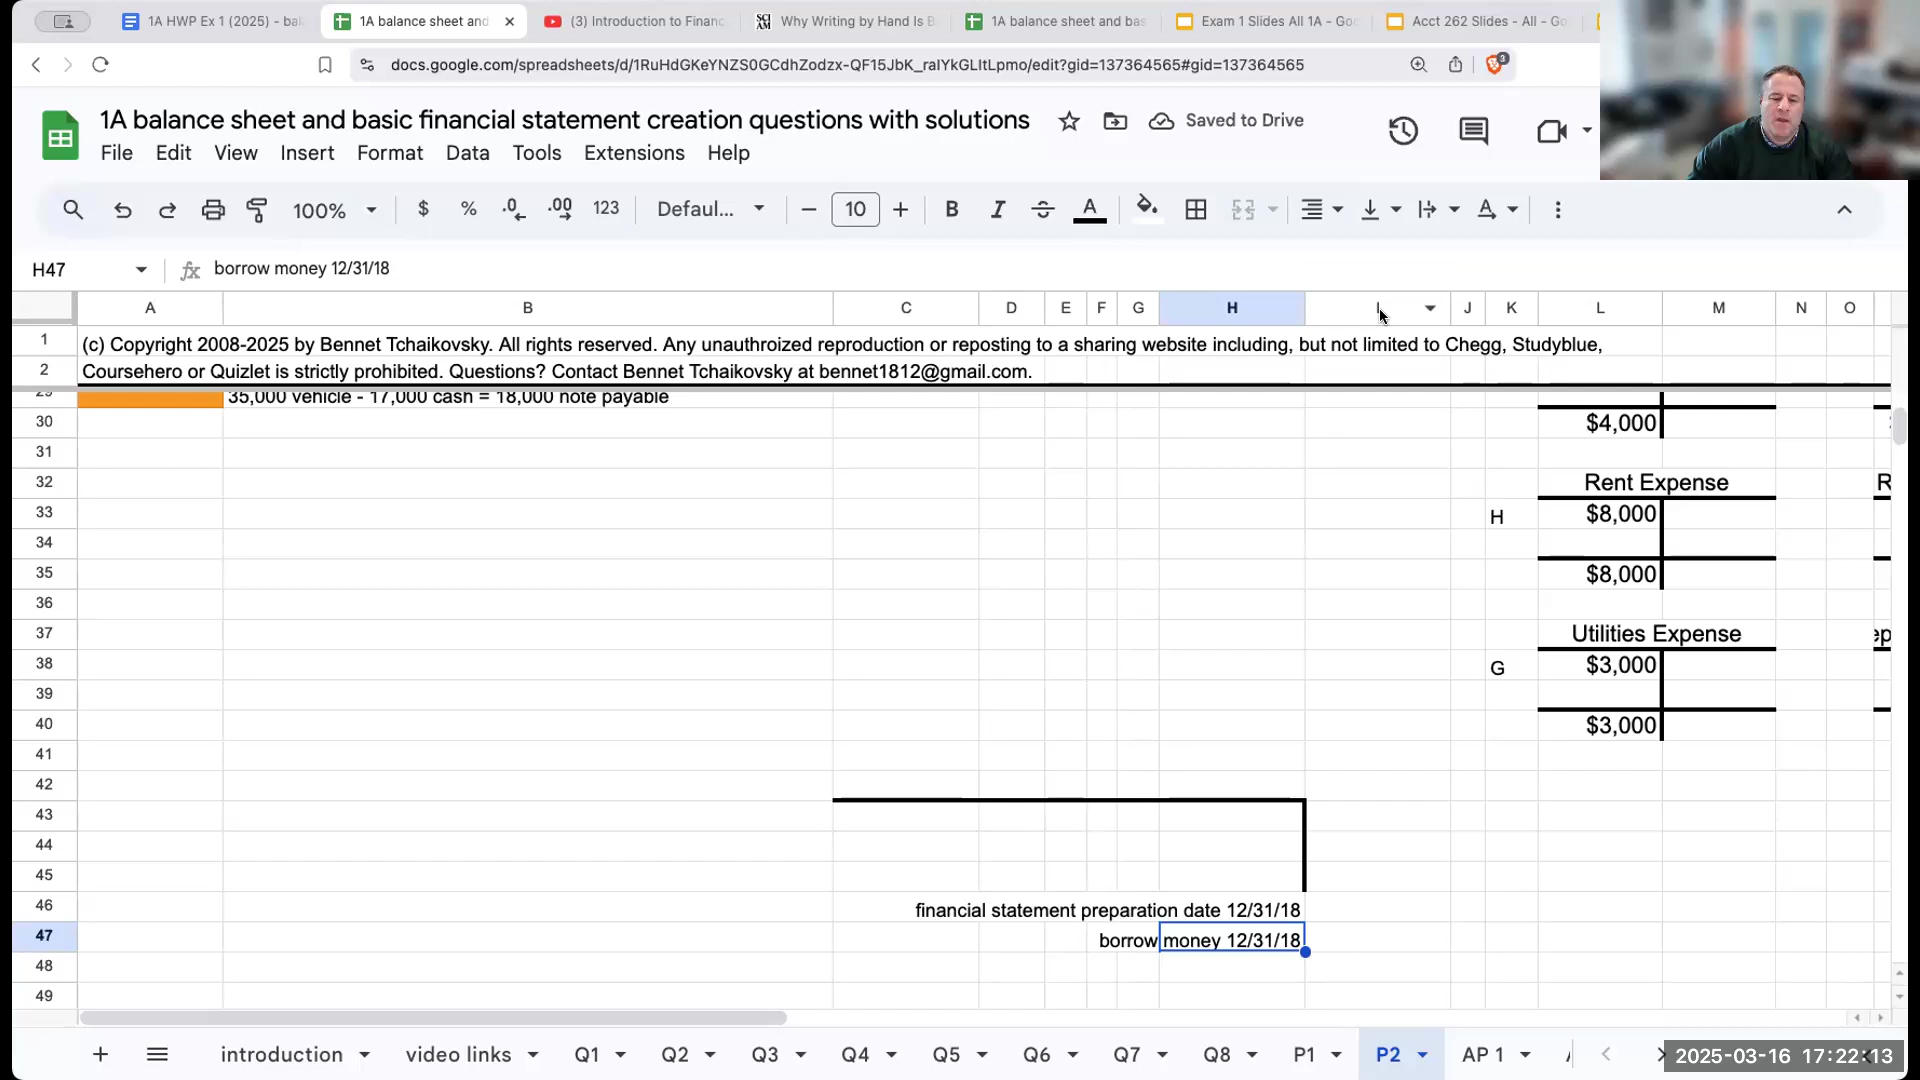 1A HWP Ex 1 (2025) - bal
1A balance sheet and
(3) Introduction to Financ
SCI AM
Why Writing by Hand Is B
1A balance sheet and bas
Exam 1 Slides All 1A - Goo
Acct 262 Slides - All - Go
docs.google.com/spreadsheets/d/1RuHdGKeYNZS0GCdhZodzx-QF15JbK_raIYkGLItLpmo/edit?gid=137364565#gid=137364565
3
1A balance sheet and basic financial statement creation questions with solutions
Saved to Drive
File Edit View Insert Format Data Tools Extensions Help
100% $ % .0 .00 123 Defaul... 10 B I A
H47
fx borrow money 12/31/18
A B C D E F G H I J K L M N O
1
(c) Copyright 2008-2025 by Bennet Tchaikovsky. All rights reserved. Any unauthroized reproduction or reposting to a sharing website including, but not limited to Chegg, Studyblue,
2
Coursehero or Quizlet is strictly prohibited. Questions? Contact Bennet Tchaikovsky at bennet1812@gmail.com.
29
35,000 vehicle - 17,000 cash = 18,000 note payable
30
$4,000
31
32
Rent Expense
R
33
H
$8,000
34
35
$8,000
36
37
Utilities Expense
ep
38
G
$3,000
39
40
$3,000
41
42
43
44
45
46
financial statement preparation date 12/31/18
47
borrow money 12/31/18
48
49
introduction video links Q1 Q2 Q3 Q4 Q5 Q6 Q7 Q8 P1 P2 AP 1
2025-03-16 17:22:13